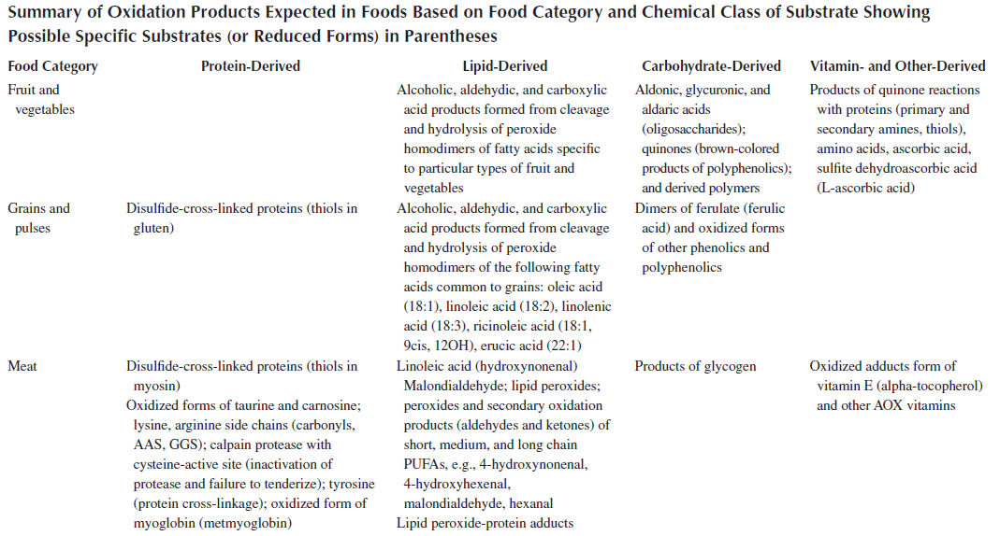 Summary of Oxidation Products Expected in Foods Based on Food Category and Chemical Class of Substrate Showing
Possible Specific Substrates (or Reduced Forms) in Parentheses
Food Category
Protein-Derived
Lipid-Derived
Carbohydrate-Derived
Vitamin- and Other-Derived
Fruit and
vegetables
Alcoholic, aldehydic, and carboxylic
acid products formed from cleavage
and hydrolysis of peroxide
homodimers of fatty acids specific
to particular types of fruit and
vegetables
Aldonic, glycuronic, and
aldaric acids
(oligosaccharides);
quinones (brown-colored
products of polyphenolics);
and derived polymers
Products of quinone reactions
with proteins (primary and
secondary amines, thiols),
amino acids, ascorbic acid,
sulfite dehydroascorbic acid
(L-ascorbic acid)
Grains and
pulses
Disulfide-cross-linked proteins (thiols in
gluten)
Alcoholic, aldehydic, and carboxylic
acid products formed from cleavage
and hydrolysis of peroxide
homodimers of the following fatty
acids common to grains: oleic acid
(18:1), linoleic acid (18:2), linolenic
acid (18:3), ricinoleic acid (18:1,
9cis, 12OH), erucic acid (22:1)
Dimers of ferulate (ferulic
acid) and oxidized forms
of other phenolics and
polyphenolics
Meat
Disulfide-cross-linked proteins (thiols in
myosin)
Oxidized forms of taurine and carnosine;
lysine, arginine side chains (carbonyls,
AAS, GGS); calpain protease with
cysteine-active site (inactivation of
protease and failure to tenderize); tyrosine
(protein cross-linkage); oxidized form of
myoglobin (metmyoglobin)
Linoleic acid (hydroxynonenal)
Malondialdehyde; lipid peroxides;
peroxides and secondary oxidation
products (aldehydes and ketones) of
short, medium, and long chain
PUFAs, e.g., 4-hydroxynonenal,
4-hydroxyhexenal,
malondialdehyde, hexanal
Lipid peroxide-protein adducts
Products of glycogen
Oxidized adducts form of
vitamin E (alpha-tocopherol)
and other AOX vitamins